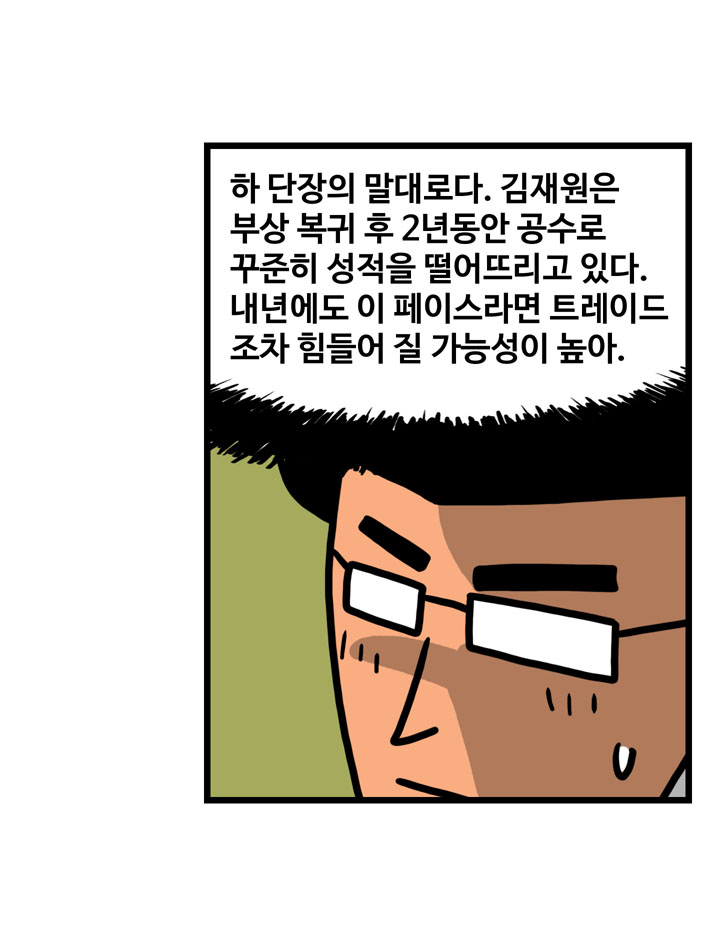 하 단장의 말대로다. 김재원은
부상 복귀 후 2년동안 공수로
꾸준히 성적을 떨어뜨리고 있다.
내년에도 이 페이스라면 트레이드
조차 힘들어 질 가능성이 높아.